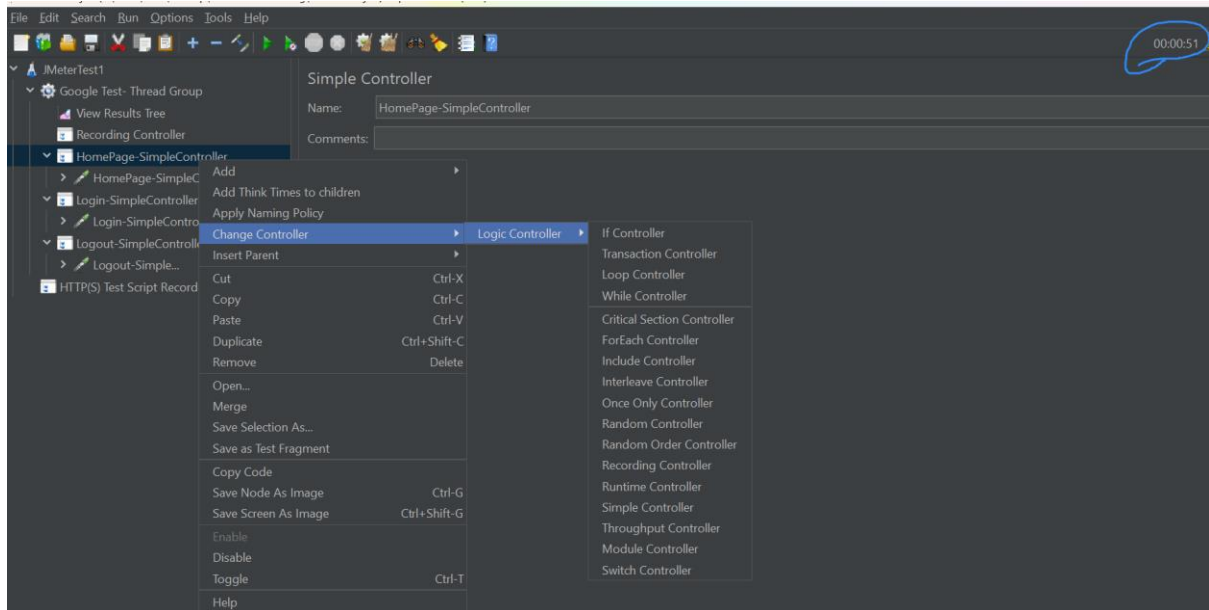 File Edit Search Run Options Tools Help
00:00:51
JMeterTest1
Google Test- Thread Group
View Results Tree
Recording Controller
HomePage-SimpleController
HomePage-SimpleC
Login-SimpleController
Login-SimpleContro
Logout-SimpleControlle
Logout-Simple...
HTTP(S) Test Script Record
Simple Controller
Name: HomePage-SimpleController
Comments:
Add
Add Think Times to children
Apply Naming Policy
Change Controller
Insert Parent
Cut Ctrl-X
Copy Ctrl-C
Paste Ctrl-V
Duplicate Ctrl+Shift-C
Remove Delete
Open...
Merge
Save Selection As...
Save as Test Fragment
Copy Code
Save Node As Image Ctrl-G
Save Screen As Image Ctrl+Shift-G
Enable
Disable
Toggle Ctrl-T
Help
Logic Controller
If Controller
Transaction Controller
Loop Controller
While Controller
Critical Section Controller
ForEach Controller
Include Controller
Interleave Controller
Once Only Controller
Random Controller
Random Order Controller
Recording Controller
Runtime Controller
Simple Controller
Throughput Controller
Module Controller
Switch Controller